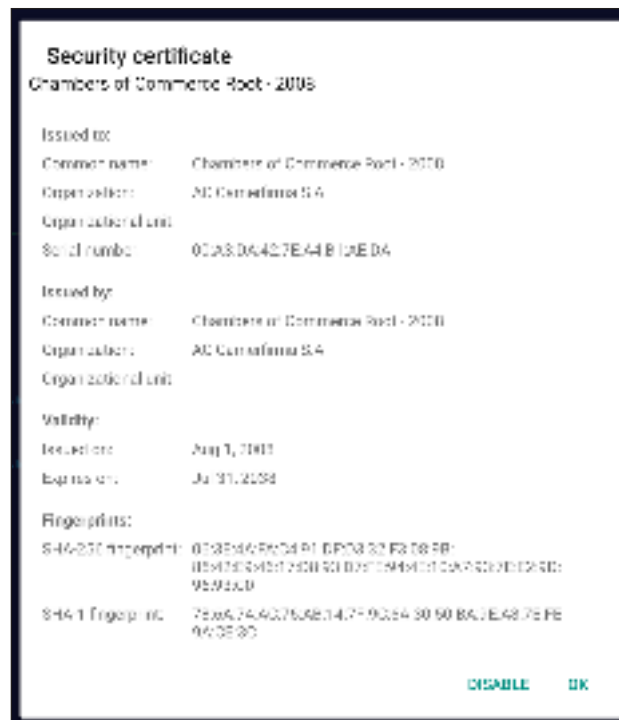 Security certificate
Chambers of Commerce Root - 2008
Issued to:
Common name: Chambers of Commerce Root - 2008
Organization: AC Camerfirma S.A.
Organizational unit:
Serial number:
Issued by:
Common name: Chambers of Commerce Root - 2008
Organization: AC Camerfirma S.A.
Organizational unit:
Validity:
Issued on: Aug 1, 2008
Expires on: Jul 31, 2038
Fingerprints:
SHA-256 fingerprint:
SHA-1 fingerprint:
DISABLE OK